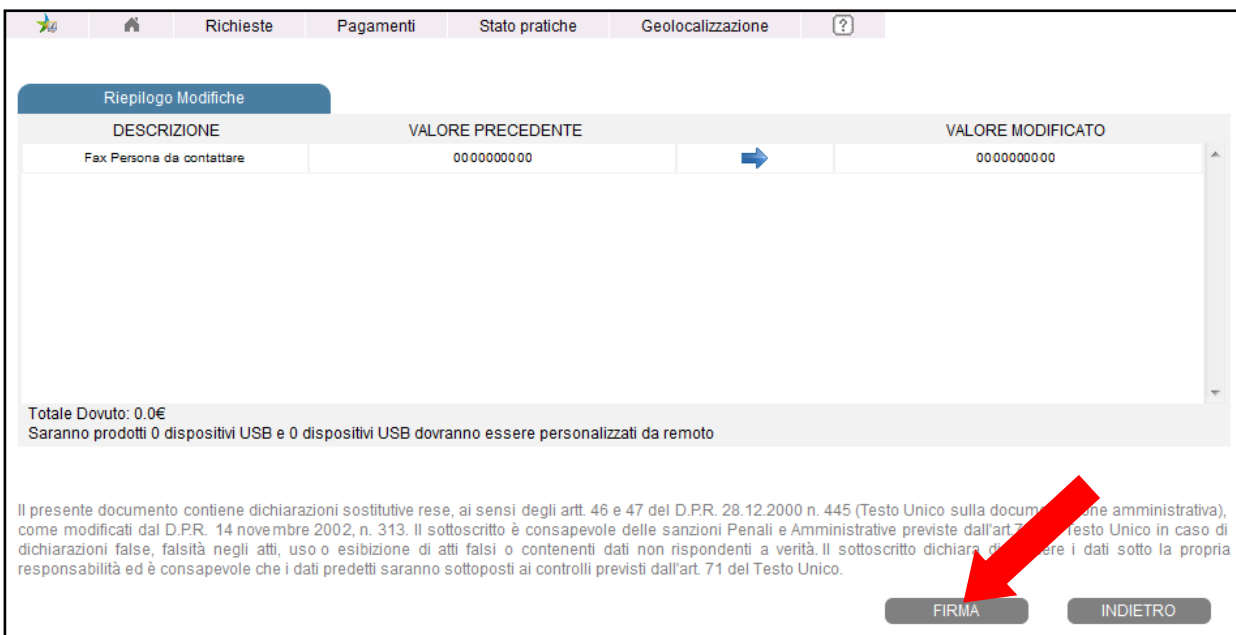 Richieste Pagamenti Stato pratiche Geolocalizzazione ?
Riepilogo Modifiche
DESCRIZIONE VALORE PRECEDENTE VALORE MODIFICATO
Fax Persona da contattare 0000000000 0000000000
Totale Dovuto: 0.0€
Saranno prodotti 0 dispositivi USB e 0 dispositivi USB dovranno essere personalizzati da remoto
Il presente documento contiene dichiarazioni sostitutive rese, ai sensi degli artt. 46 e 47 del D.P.R. 28.12.2000 n. 445 (Testo Unico sulla amministrativa),
come modificati dal D.P.R. 14 novembre 2002, n. 313. Il sottoscritto è consapevole delle sanzioni Penali e Amministrative previste dall'art. Testo Unico in caso di
dichiarazioni false, falsità negli atti, uso o esibizione di atti falsi o contenenti dati non rispondenti a verità. Il sottoscritto dichiara i dati sotto la propria
responsabilità ed è consapevole che i dati predetti saranno sottoposti ai controlli previsti dall'art. 71 del Testo Unico.
FIRMA INDIETRO